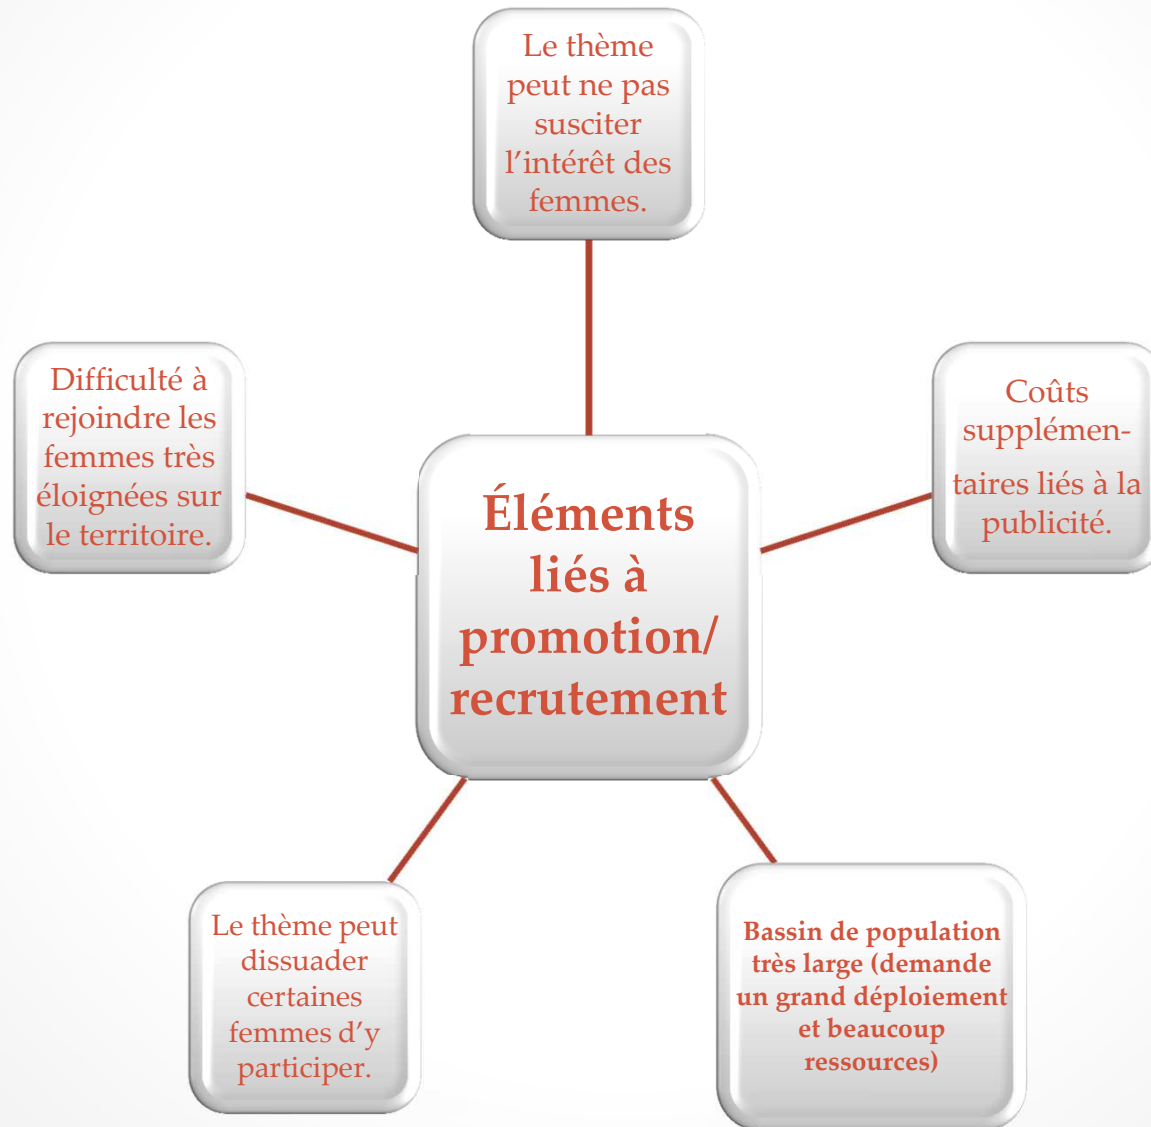 Le thème
peut ne pas
susciter
l’intérêt des
femmes.
Difficulté à
rejoindre les
femmes très
éloignées sur
le territoire.
Coûts
supplémen-
taires liés à la
publicité.
Éléments
liés à
promotion/
recrutement
Le thème peut
dissuader
certaines
femmes d’y
participer.
Bassin de population
très large (demande
un grand déploiement
et beaucoup
ressources)